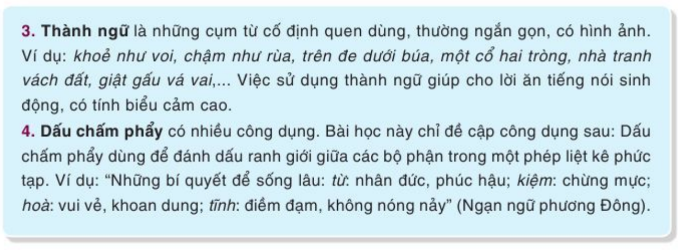 3. Thành ngữ là những cụm từ cố định quen dùng, thường ngắn gọn, có hình ảnh.
Ví dụ: khoẻ như voi, chậm như rùa, trên đe dưới búa, một cổ hai tròng, nhà tranh
vách đất, giật gấu vá vai,... Việc sử dụng thành ngữ giúp cho lời ăn tiếng nói sinh
động, có tính biểu cảm cao.
4. Dấu chấm phẩy có nhiều công dụng. Bài học này chỉ đề cập công dụng sau: Dấu
chấm phẩy dùng để đánh dấu ranh giới giữa các bộ phận trong một phép liệt kê phức
tạp. Ví dụ: “Những bí quyết để sống lâu: từ: nhân đức, phúc hậu; kiệm: chừng mực;
hoà: vui vẻ, khoan dung; tĩnh: điềm đạm, không nóng nảy” (Ngạn ngữ phương Đông).